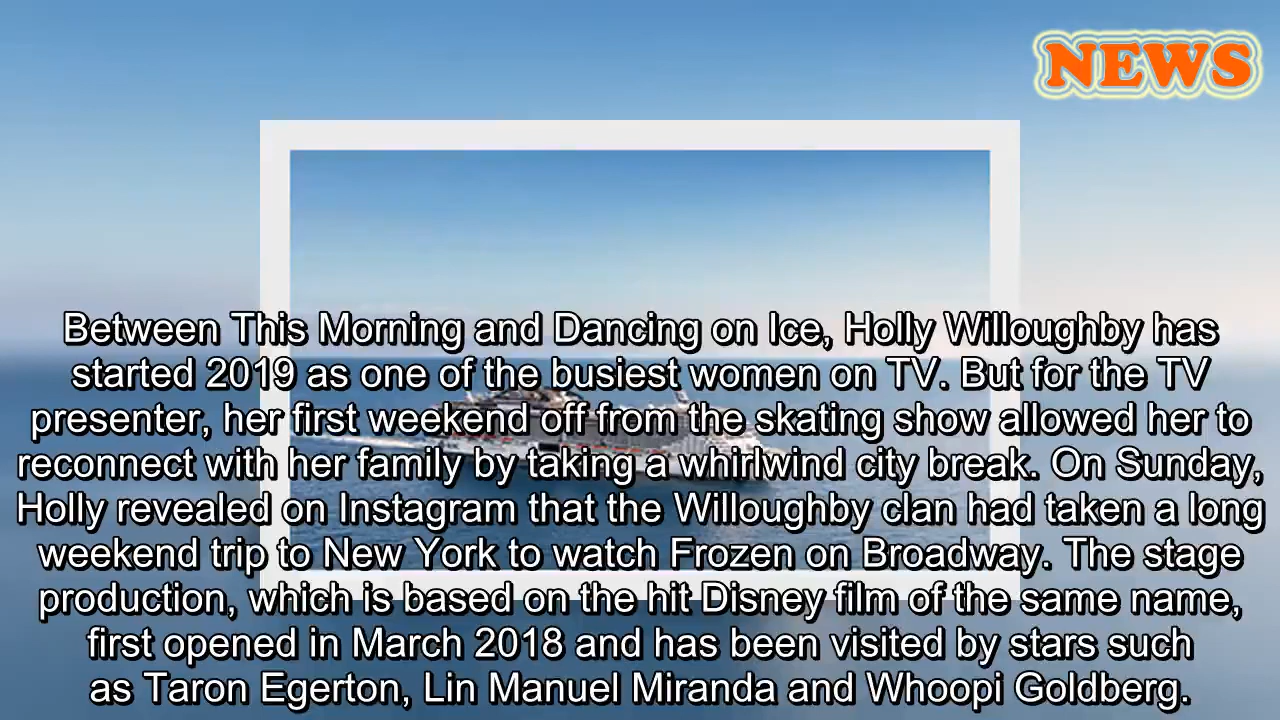 NEWS
Between This Morning and Dancing on Ice, Holly Willoughby has
started 2019 as one of the busiest women on TV. But for the TV
presenter, her first weekend off from the skating show allowed her to
reconnect with her family by taking a whirlwind city break. On Sunday,
Holly revealed on Instagram that the Willoughby clan had taken a long
weekend trip to New York to watch Frozen on Broadway. The stage
production, which is based on the hit Disney film of the same name,
first opened in March 2018 and has been visited by stars such
as Taron Egerton, Lin Manuel Miranda and Whoopi Goldberg.